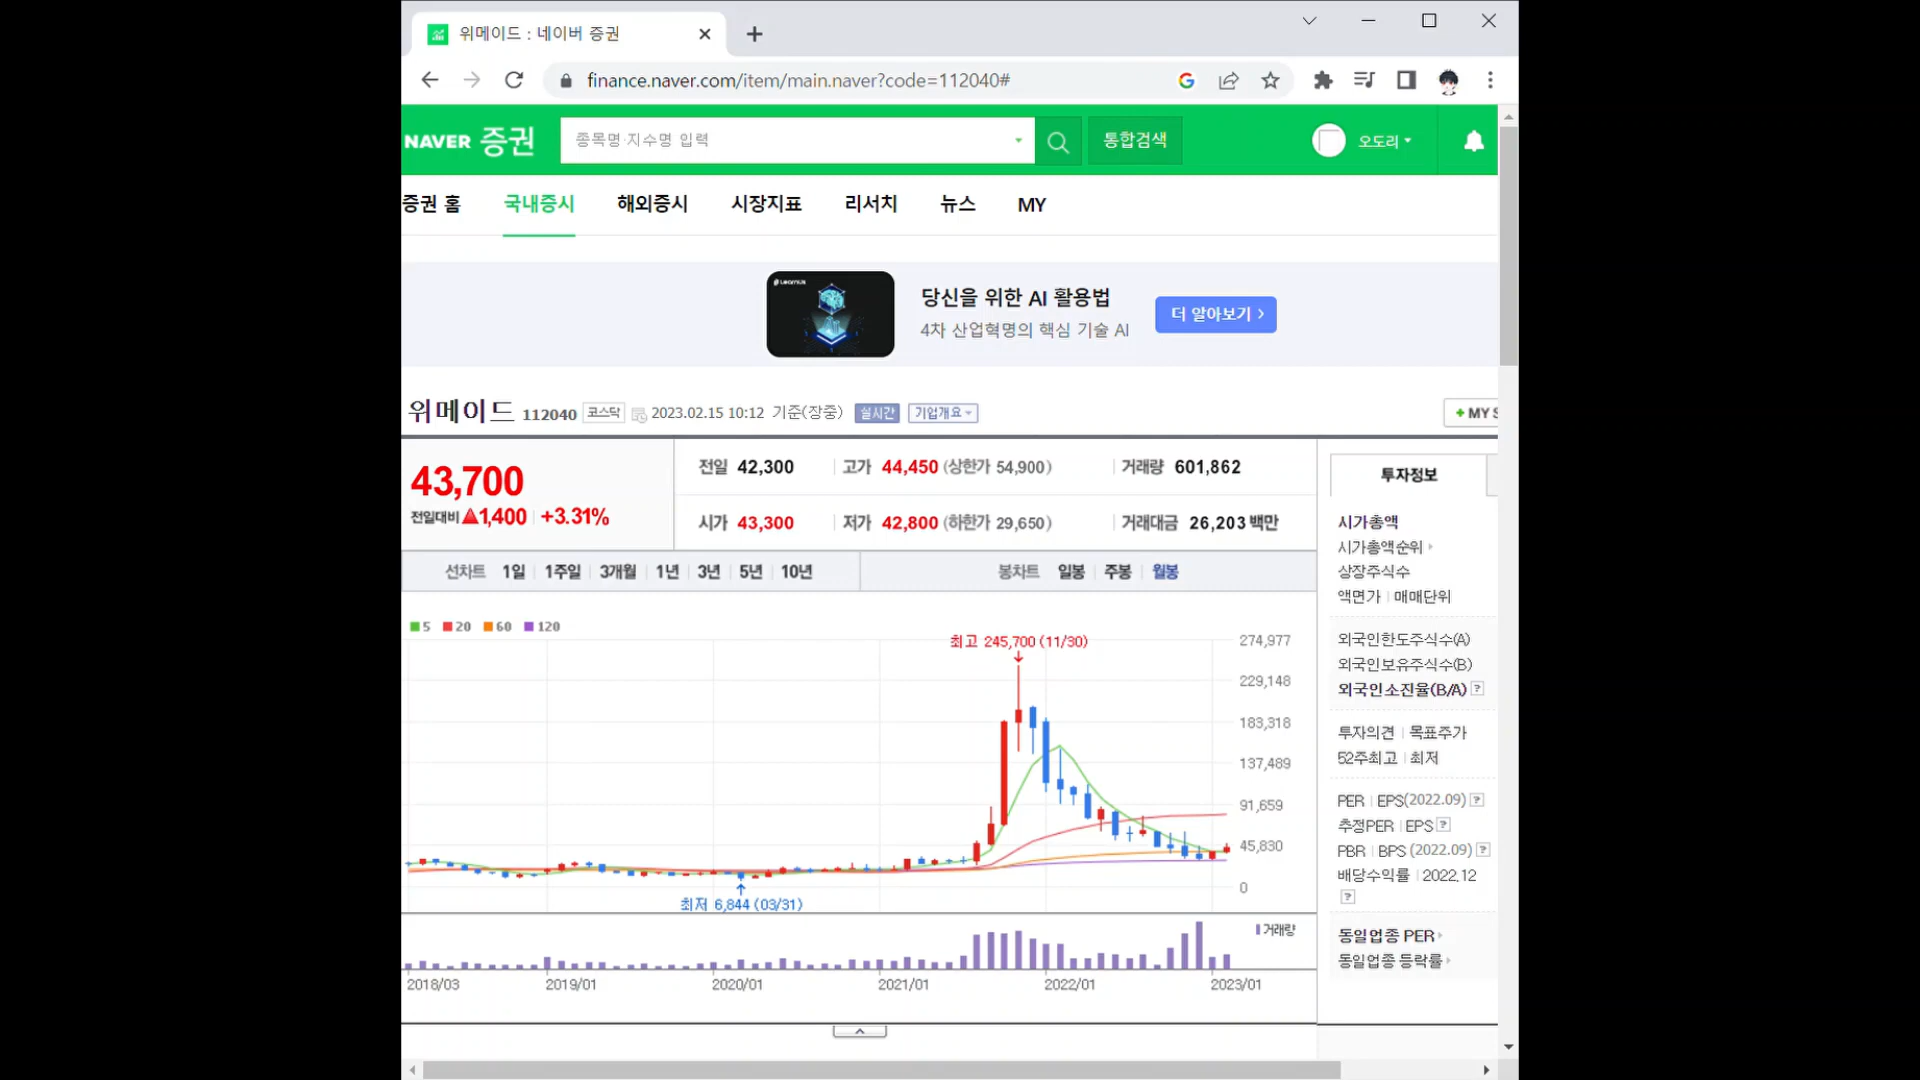 위메이드 : 네이버 증권
finance.naver.com/item/main.naver?code=112040#
NAVER 증권 종목명·지수명 입력 통합검색 오도리
증권 홈 국내증시 해외증시 시장지표 리서치 뉴스 MY
당신을 위한 AI 활용법
4차 산업혁명의 핵심 기술 AI
더 알아보기
위메이드 112040 코스닥 2023.02.15 10:12 기준(장중) 실시간 기업개요 + MY S
43,700
전일대비 ▲1,400 +3.31%
전일 42,300 고가 44,450 (상한가 54,900) 거래량 601,862
시가 43,300 저가 42,800 (하한가 29,650) 거래대금 26,203 백만
선차트 1일 1주일 3개월 1년 3년 5년 10년 봉차트 일봉 주봉 월봉
5 20 60 120
최고 245,700 (11/30)
274,977
229,148
183,318
137,489
91,659
45,830
0
최저 6,844 (03/31)
거래량
2018/03 2019/01 2020/01 2021/01 2022/01 2023/01
투자정보
시가총액
시가총액순위
상장주식수
액면가 | 매매단위
외국인한도주식수(A)
외국인보유주식수(B)
외국인소진율(B/A) ?
투자의견 | 목표주가
52주최고 | 최저
PER | EPS(2022.09) ?
추정PER | EPS ?
PBR | BPS (2022.09) ?
배당수익률 | 2022.12
?
동일업종 PER
동일업종 등락률